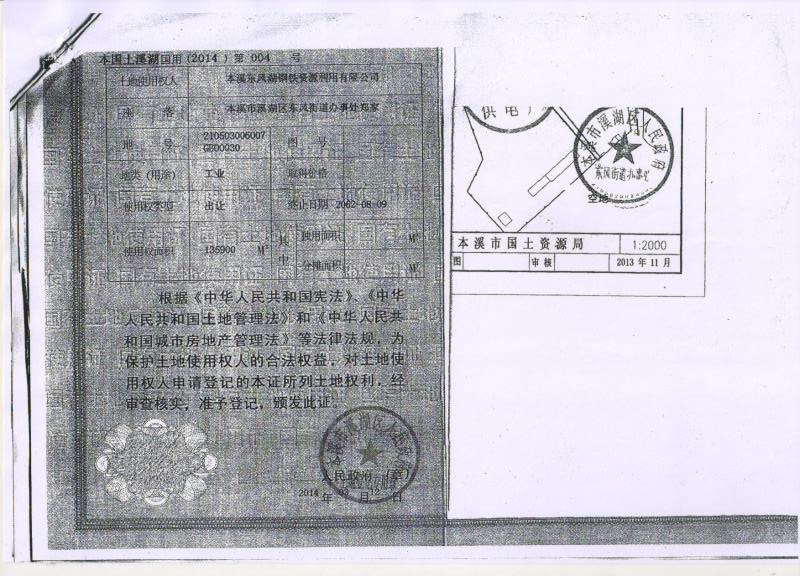 本国土溪湖国用(2014)第 004 号
土地使用权人 本溪东风湖钢铁资源利用有限公司
座 落 本溪市溪湖区东风街道办事处郑家
地 号 210503006007 GB00030 图 号
地类(用途) 工业 取得价格
使用权类型 出让 终止日期 2062-08-09
使用权面积 135900 M² 其中 独用面积 M²
分摊面积 M²
根据《中华人民共和国宪法》、《中华
人民共和国土地管理法》和《中华人民共
和国城市房地产管理法》等法律法规,为
保护土地使用权人的合法权益,对土地使
用权人申请登记的本证所列土地权利,经
审查核实,准予登记,颁发此证。
本溪市溪湖区人民政府
人民政府(章)
2014 年 月 12 日
供电厂
本溪市溪湖区人民政府
东风街道办事处
空地
本溪市国土资源局 1:2000
图 审核 2013 年 11 月